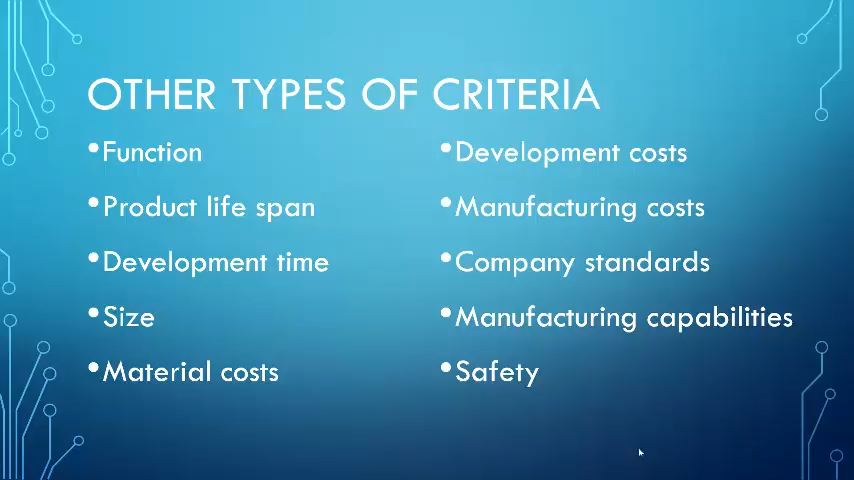 OTHER TYPES OF CRITERIA
•Function
•Product life span
•Development time
•Size
•Material costs
•Development costs
•Manufacturing costs
•Company standards
•Manufacturing capabilities
•Safety